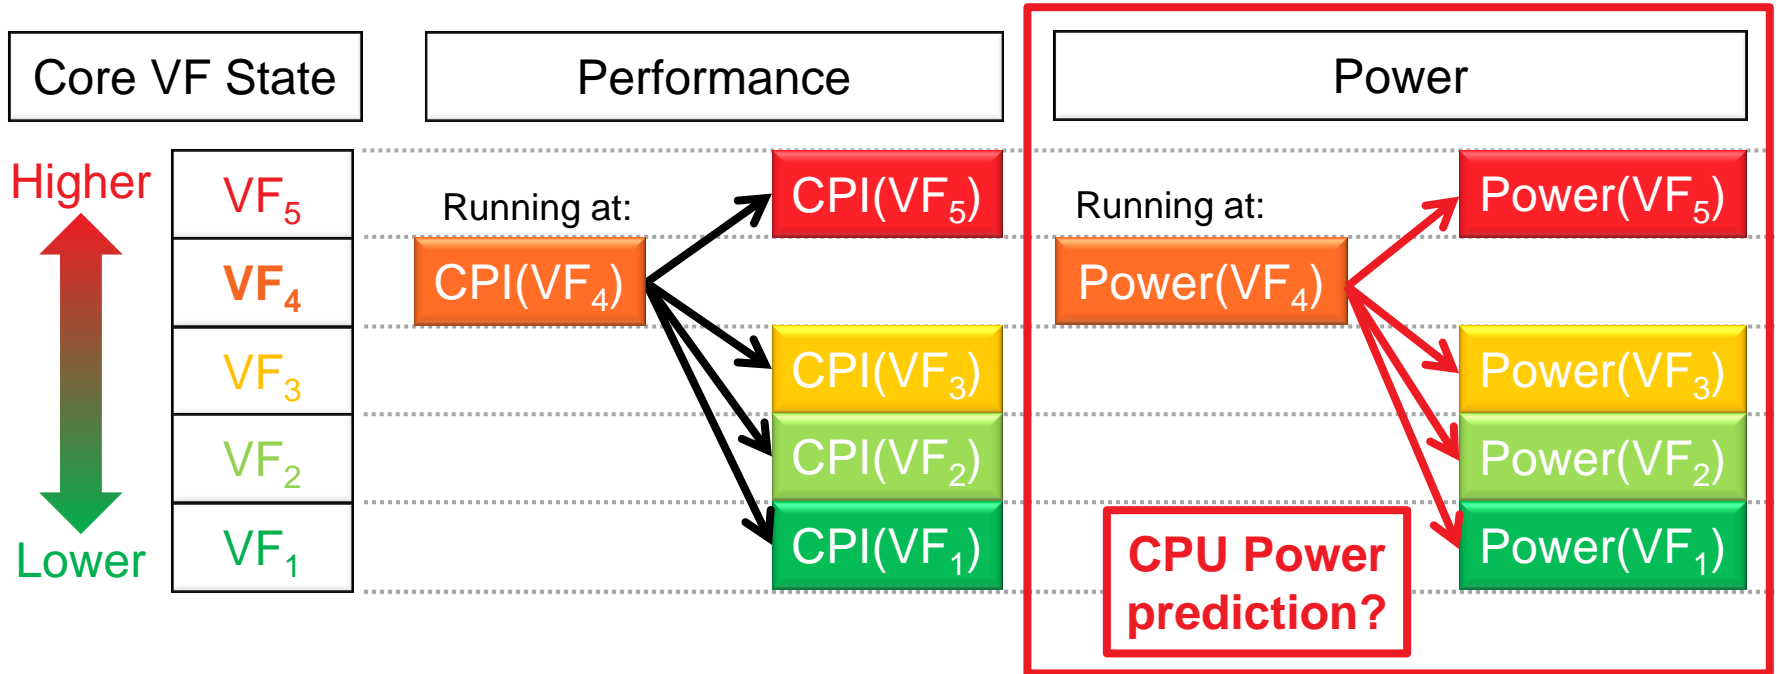 Core VF State
Performance
Power
Higher
Lower
VF₅
VF₄
VF₃
VF₂
VF₁
Running at:
CPI(VF₄)
CPI(VF₅)
CPI(VF₃)
CPI(VF₂)
CPI(VF₁)
Running at:
Power(VF₄)
Power(VF₅)
Power(VF₃)
Power(VF₂)
Power(VF₁)
CPU Power
prediction?